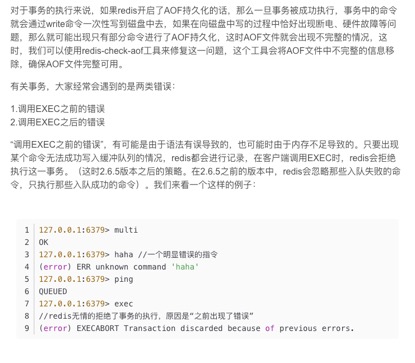 对于事务的执行来说，如果redis开启了AOF持久化的话，那么一旦事务被成功执行，事务中的命令
就会通过write命令一次性写到磁盘中去，如果在向磁盘中写的过程中恰好出现断电、硬件故障等问
题，那么就可能出现只有部分命令进行了AOF持久化，这时AOF文件就会出现不完整的情况，这
时，我们可以使用redis-check-aof工具来修复这一问题，这个工具会将AOF文件中不完整的信息移
除，确保AOF文件完整可用。
有关事务，大家经常会遇到的是两类错误：
1.调用EXEC之前的错误
2.调用EXEC之后的错误
“调用EXEC之前的错误”，有可能是由于语法有误导致的，也可能时由于内存不足导致的。只要出现
某个命令无法成功写入缓冲队列的情况，redis都会进行记录，在客户端调用EXEC时，redis会拒绝
执行这一事务。（这时2.6.5版本之后的策略。在2.6.5之前的版本中，redis会忽略那些入队失败的命
令，只执行那些入队成功的命令）。我们来看一个这样的例子：
1 127.0.0.1:6379> multi
2 OK
3 127.0.0.1:6379> haha //一个明显错误的指令
4 (error) ERR unknown command 'haha'
5 127.0.0.1:6379> ping
6 QUEUED
7 127.0.0.1:6379> exec
8 //redis无情的拒绝了事务的执行，原因是“之前出现了错误”
9 (error) EXECABORT Transaction discarded because of previous errors.